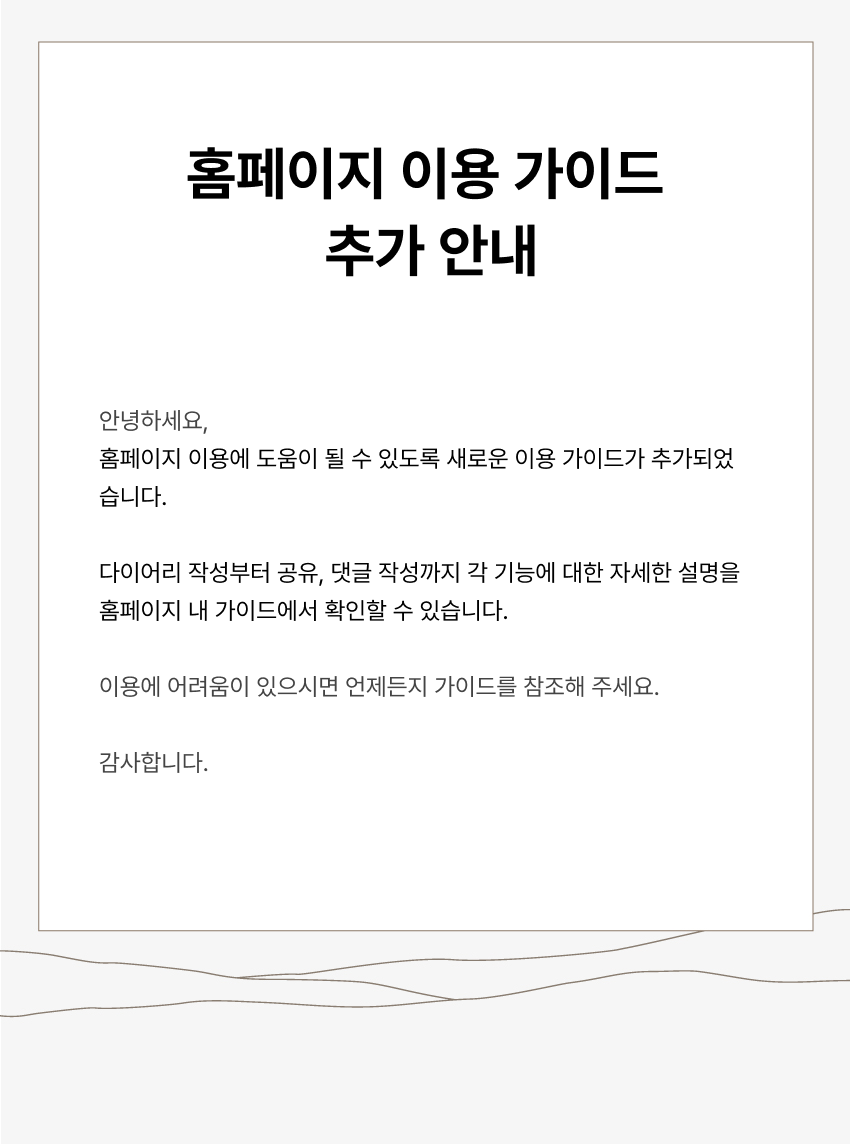 홈페이지 이용 가이드
추가 안내
안녕하세요,
홈페이지 이용에 도움이 될 수 있도록 새로운 이용 가이드가 추가되었
습니다.
다이어리 작성부터 공유, 댓글 작성까지 각 기능에 대한 자세한 설명을
홈페이지 내 가이드에서 확인할 수 있습니다.
이용에 어려움이 있으시면 언제든지 가이드를 참조해 주세요.
감사합니다.